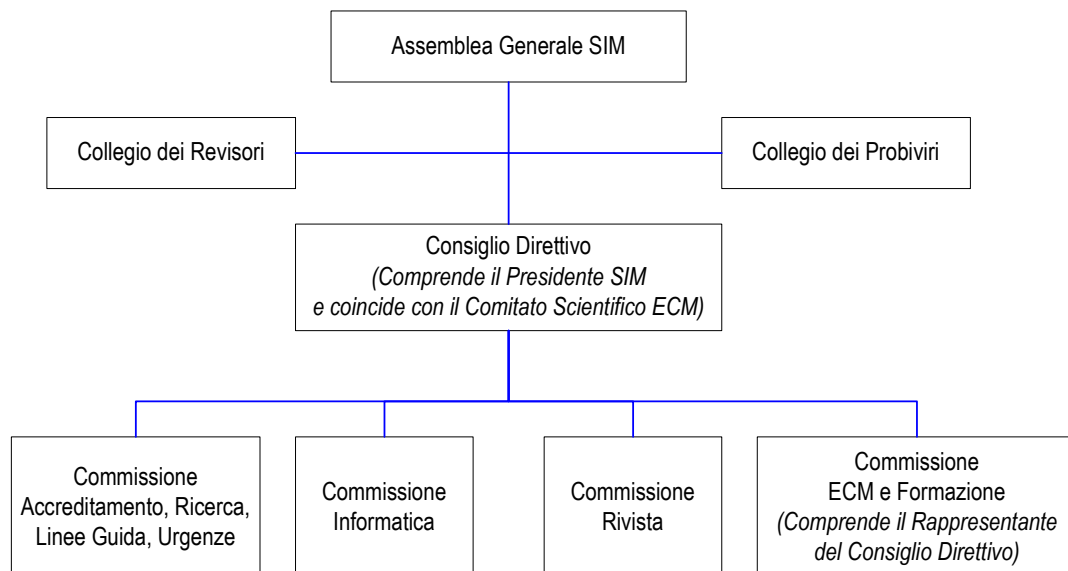 Assemblea Generale SIM
Collegio dei Revisori
Collegio dei Probiviri
Consiglio Direttivo
(Comprende il Presidente SIM
e coincide con il Comitato Scientifico ECM)
Commissione
Accreditamento, Ricerca,
Linee Guida, Urgenze
Commissione
Informatica
Commissione
Rivista
Commissione
ECM e Formazione
(Comprende il Rappresentante
del Consiglio Direttivo)